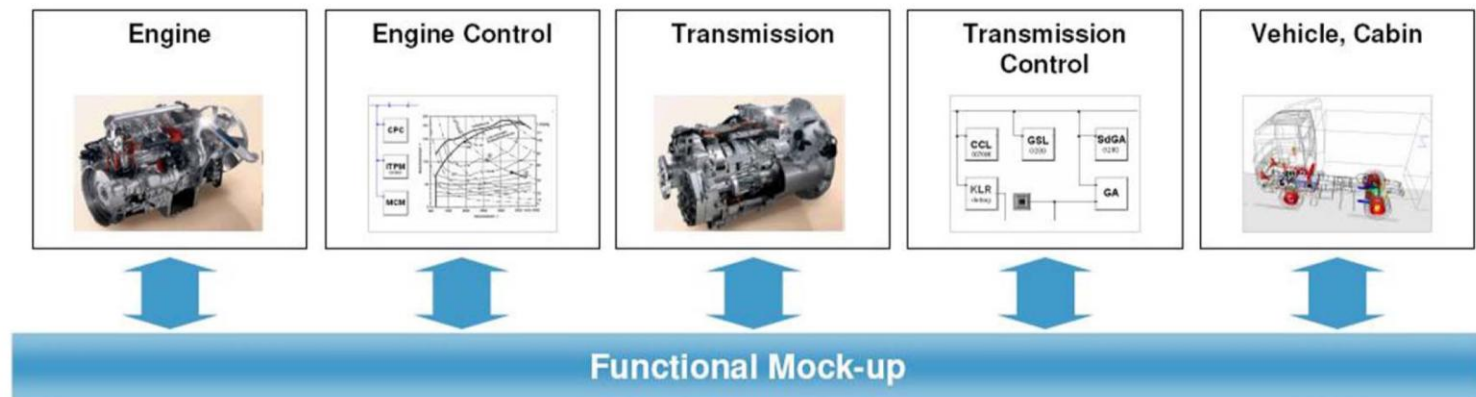 Engine
Engine Control
Transmission
Transmission
Control
Vehicle, Cabin
CPC
ITPM
MCM
CCL
GSL
0200
SdGA
KLR
GA
Functional Mock-up